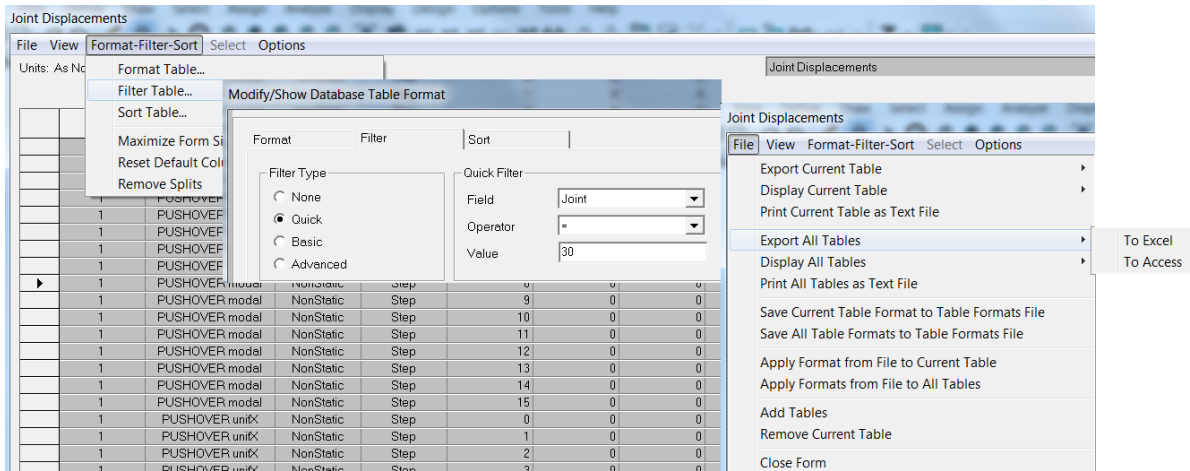 Joint Displacements
File View Format-Filter-Sort Select Options
Units: As
Joint Displacements
Format Table...
Filter Table...
Sort Table...
Maximize Form Si
Reset Default Col
Remove Splits
Modify/Show Database Table Format
Format Filter Sort
Filter Type
None
Quick
Basic
Advanced
Quick Filter
Field Joint
Operator =
Value 30
1 PUSHOVER
1 PUSHOVER
1 PUSHOVER
1 PUSHOVER
1 PUSHOVER
1 PUSHOVER modal NonStatic Step 0 0
1 PUSHOVER modal NonStatic Step 9 0 0
1 PUSHOVER modal NonStatic Step 10 0 0
1 PUSHOVER modal NonStatic Step 11 0 0
1 PUSHOVER modal NonStatic Step 12 0 0
1 PUSHOVER modal NonStatic Step 13 0 0
1 PUSHOVER modal NonStatic Step 14 0 0
1 PUSHOVER modal NonStatic Step 15 0 0
1 PUSHOVER unifX NonStatic Step 0 0 0
1 PUSHOVER unifX NonStatic Step 1 0 0
1 PUSHOVER unifX NonStatic Step 2 0 0
1 PUSHOVER unifX NonStatic Step 3 0 0
Joint Displacements
File View Format-Filter-Sort Select Options
Export Current Table
Display Current Table
Print Current Table as Text File
Export All Tables
Display All Tables
Print All Tables as Text File
Save Current Table Format to Table Formats File
Save All Table Formats to Table Formats File
Apply Format from File to Current Table
Apply Formats from File to All Tables
Add Tables
Remove Current Table
Close Form
To Excel
To Access